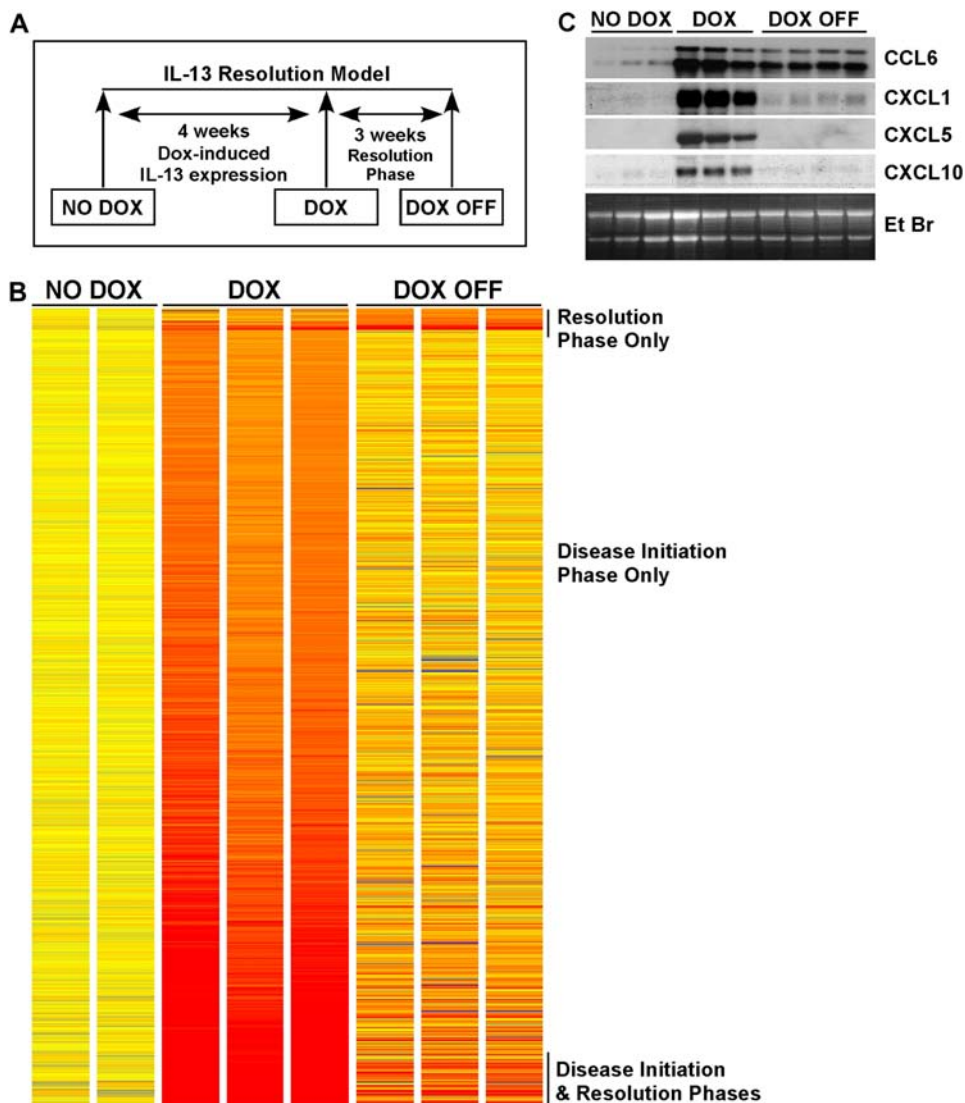 A
IL-13 Resolution Model
4 weeks
Dox-induced
IL-13 expression
3 weeks
Resolution
Phase
NO DOX
DOX
DOX OFF
C
NO DOX DOX DOX OFF
CCL6
CXCL1
CXCL5
CXCL10
Et Br
B
NO DOX DOX DOX OFF
Resolution
Phase Only
Disease Initiation
Phase Only
Disease Initiation
& Resolution Phases